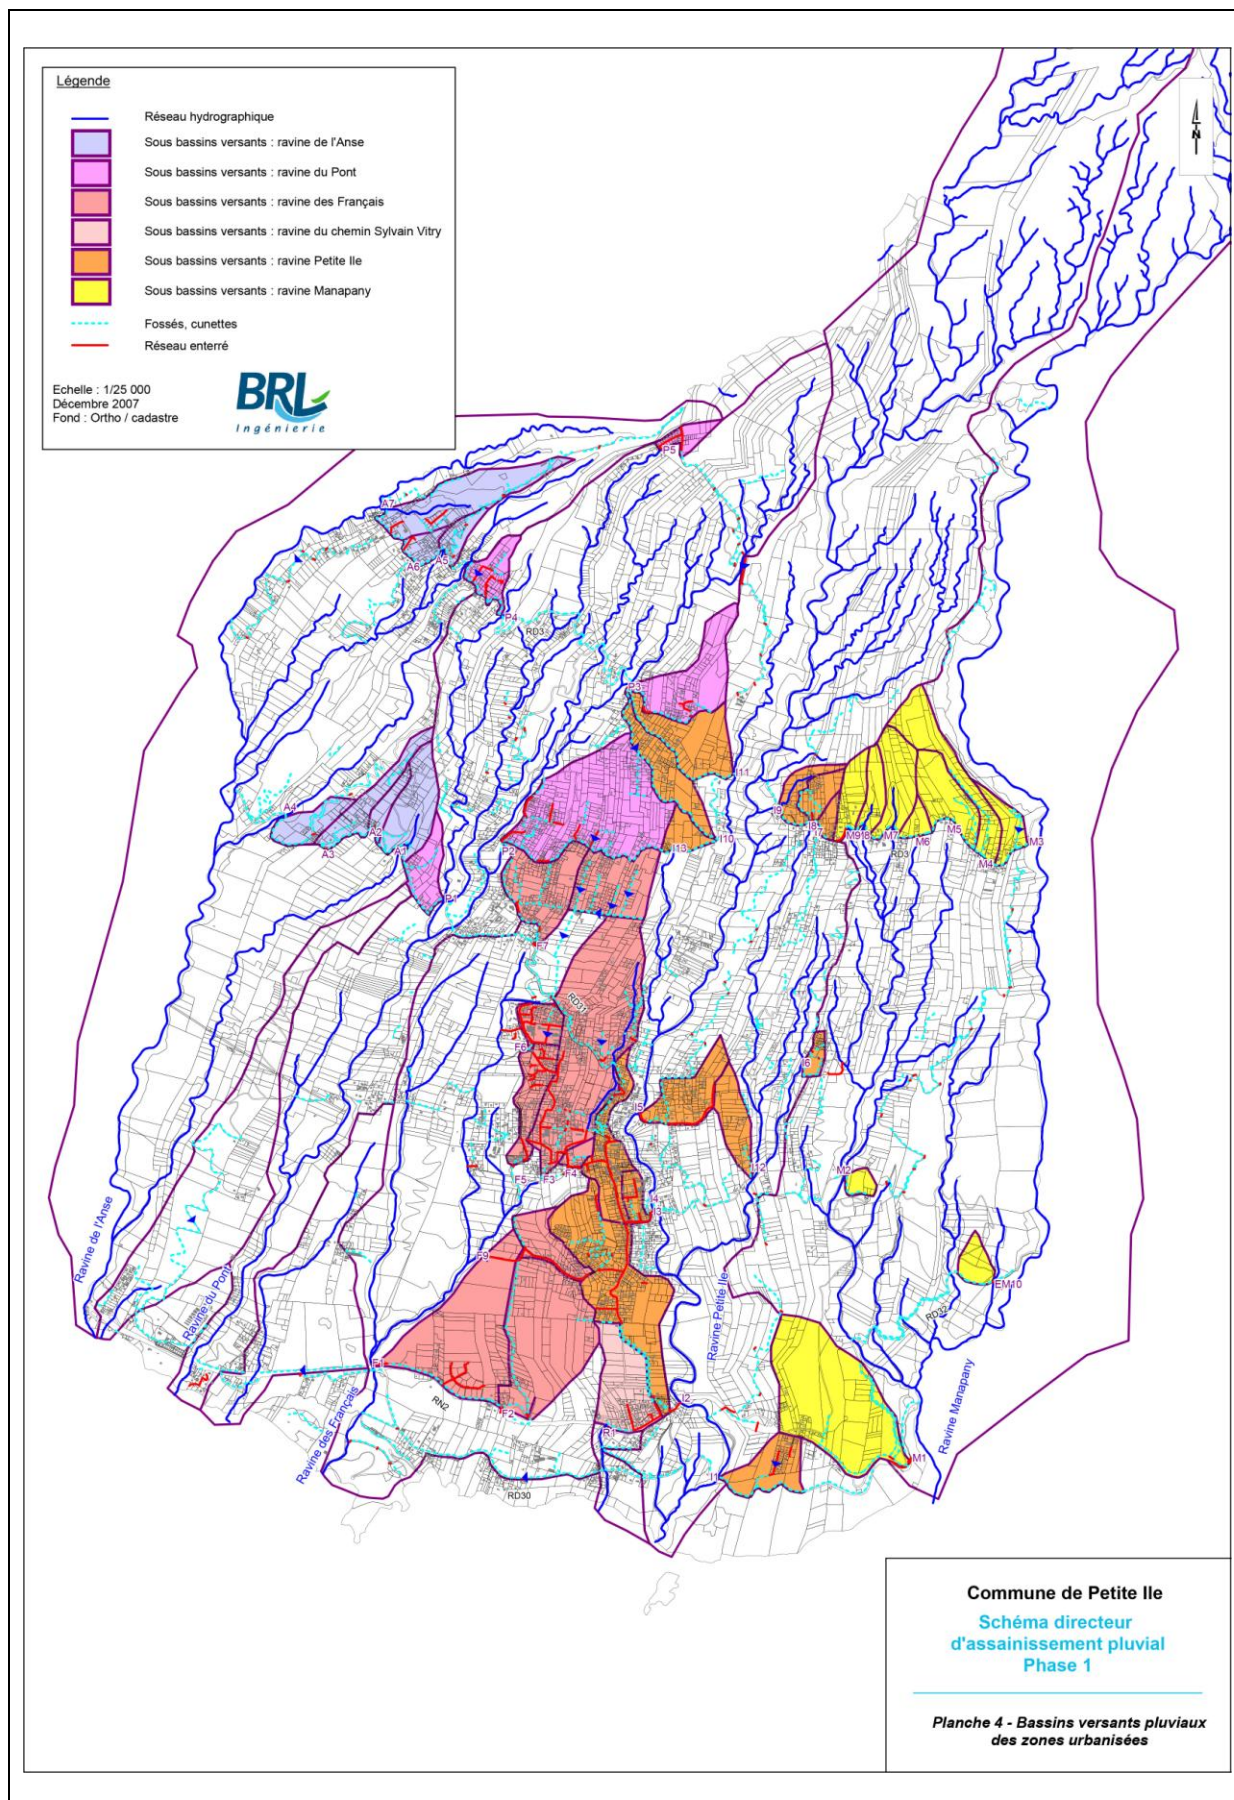 Légende
Réseau hydrographique
Sous bassins versants : ravine de l'Anse
Sous bassins versants : ravine du Pont
Sous bassins versants : ravine des Français
Sous bassins versants : ravine du chemin Sylvain Vitry
Sous bassins versants : ravine Petite Ile
Sous bassins versants : ravine Manapany
Fossés, cunettes
Réseau enterré
Echelle : 1/25 000
Décembre 2007
Fond : Ortho / cadastre
BRL
Ingénierie
N
P5
A7
A6
A5
P4
RD3
P3
I11
A4
A3
A2
A1
P2
I13
I10
I9
I8
M7
M6
M5
M4
M3
RD3
P1
F7
RD31
F6
I6
I5
F5
F3
F4
I12
M2
I4
I3
F9
EM10
RD32
Ravine de l'Anse
Ravine du Pont
Ravine Petite Ile
Ravine Manapany
Ravine des Français
F1
RN2
F2
R1
I2
M1
I1
RD30
Commune de Petite Ile
Schéma directeur
d'assainissement pluvial
Phase 1
Planche 4 - Bassins versants pluviaux
des zones urbanisées